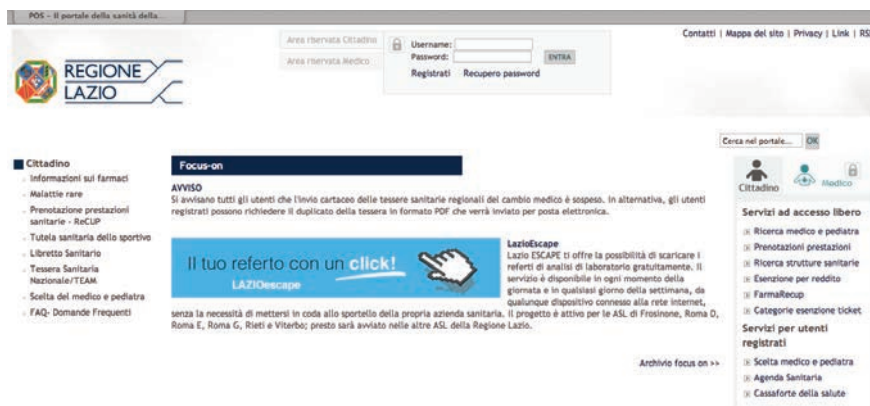 POS - Il portale della sanità della...
Area riservata Cittadino
Area riservata Medico
Username:
Password:
ENTRA
Registrati Recupero password
Contatti | Mappa del sito | Privacy | Link | RS
REGIONE
LAZIO
Cerca nel portale... OK
Cittadino
Informazioni sui farmaci
Malattie rare
Prenotazione prestazioni
sanitarie - ReCUP
Tutela sanitaria dello sportivo
Libretto Sanitario
Tessera Sanitaria
Nazionale/TEAM
Scelta del medico e pediatra
FAQ- Domande Frequenti
Focus-on
AVVISO
Si avvisano tutti gli utenti che l'invio cartaceo delle tessere sanitarie regionali del cambio medico è sospeso. In alternativa, gli utenti
registrati possono richiedere il duplicato della tessera in formato PDF che verrà inviato per posta elettronica.
Il tuo referto con un click!
LAZIOescape
LazioEscape
Lazio ESCAPE ti offre la possibilità di scaricare i
referti di analisi di laboratorio gratuitamente. Il
servizio è disponibile in ogni momento della
giornata e in qualsiasi giorno della settimana, da
qualunque dispositivo connesso alla rete internet,
senza la necessità di mettersi in coda allo sportello della propria azienda sanitaria. Il progetto è attivo per le ASL di Frosinone, Roma D,
Roma E, Roma G, Rieti e Viterbo; presto sarà avviato nelle altre ASL della Regione Lazio.
Archivio focus on >>
Cittadino
Medico
Servizi ad accesso libero
Ricerca medico e pediatra
Prenotazioni prestazioni
Ricerca strutture sanitarie
Esenzione per reddito
FarmaRecup
Categorie esenzione ticket
Servizi per utenti
registrati
Scelta medico e pediatra
Agenda Sanitaria
Cassaforte della salute